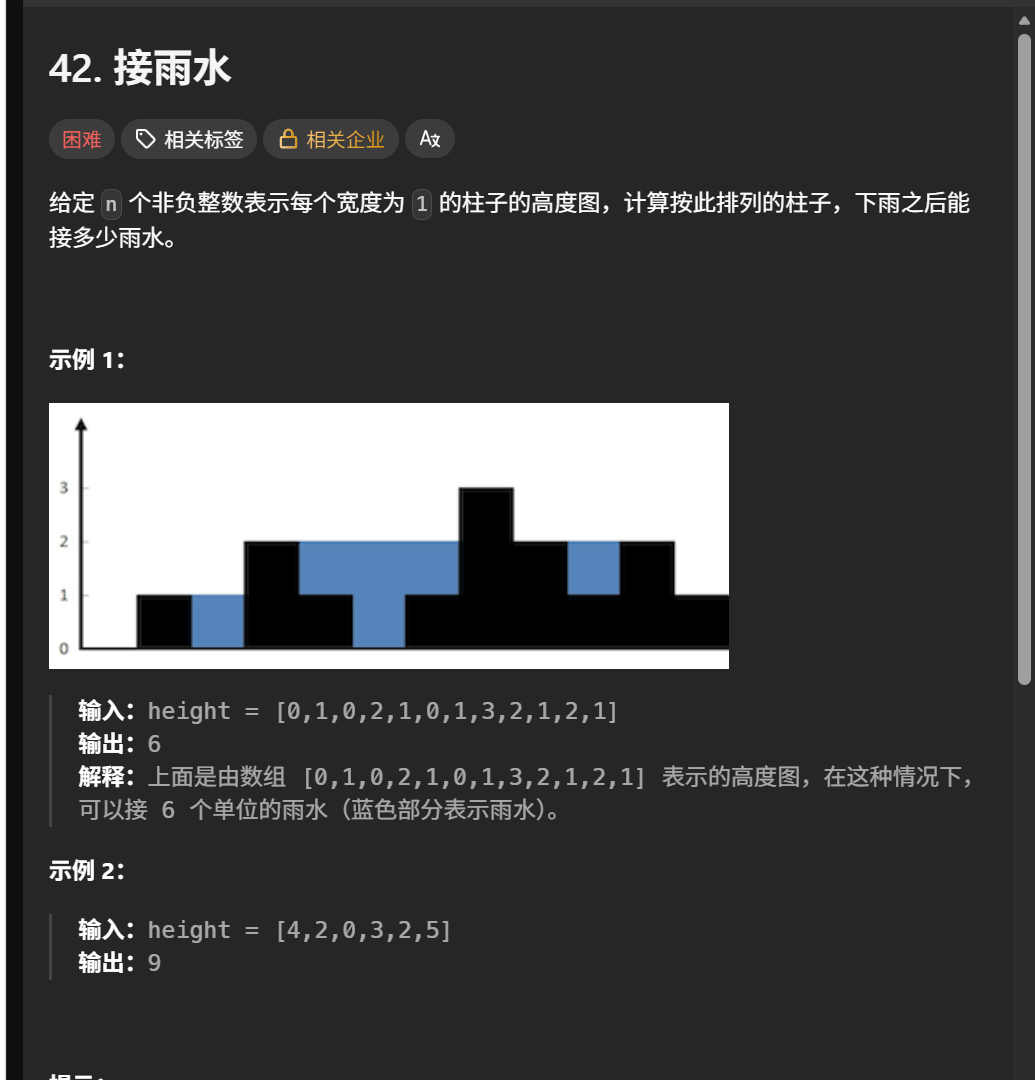 42. 接雨水
困难 相关标签 相关企业
给定 n 个非负整数表示每个宽度为 1 的柱子的高度图，计算按此排列的柱子，下雨之后能
接多少雨水。
示例 1：
3
2
1
0
输入：height = [0,1,0,2,1,0,1,3,2,1,2,1]
输出：6
解释：上面是由数组 [0,1,0,2,1,0,1,3,2,1,2,1] 表示的高度图，在这种情况下，
可以接 6 个单位的雨水（蓝色部分表示雨水）。
示例 2：
输入：height = [4,2,0,3,2,5]
输出：9